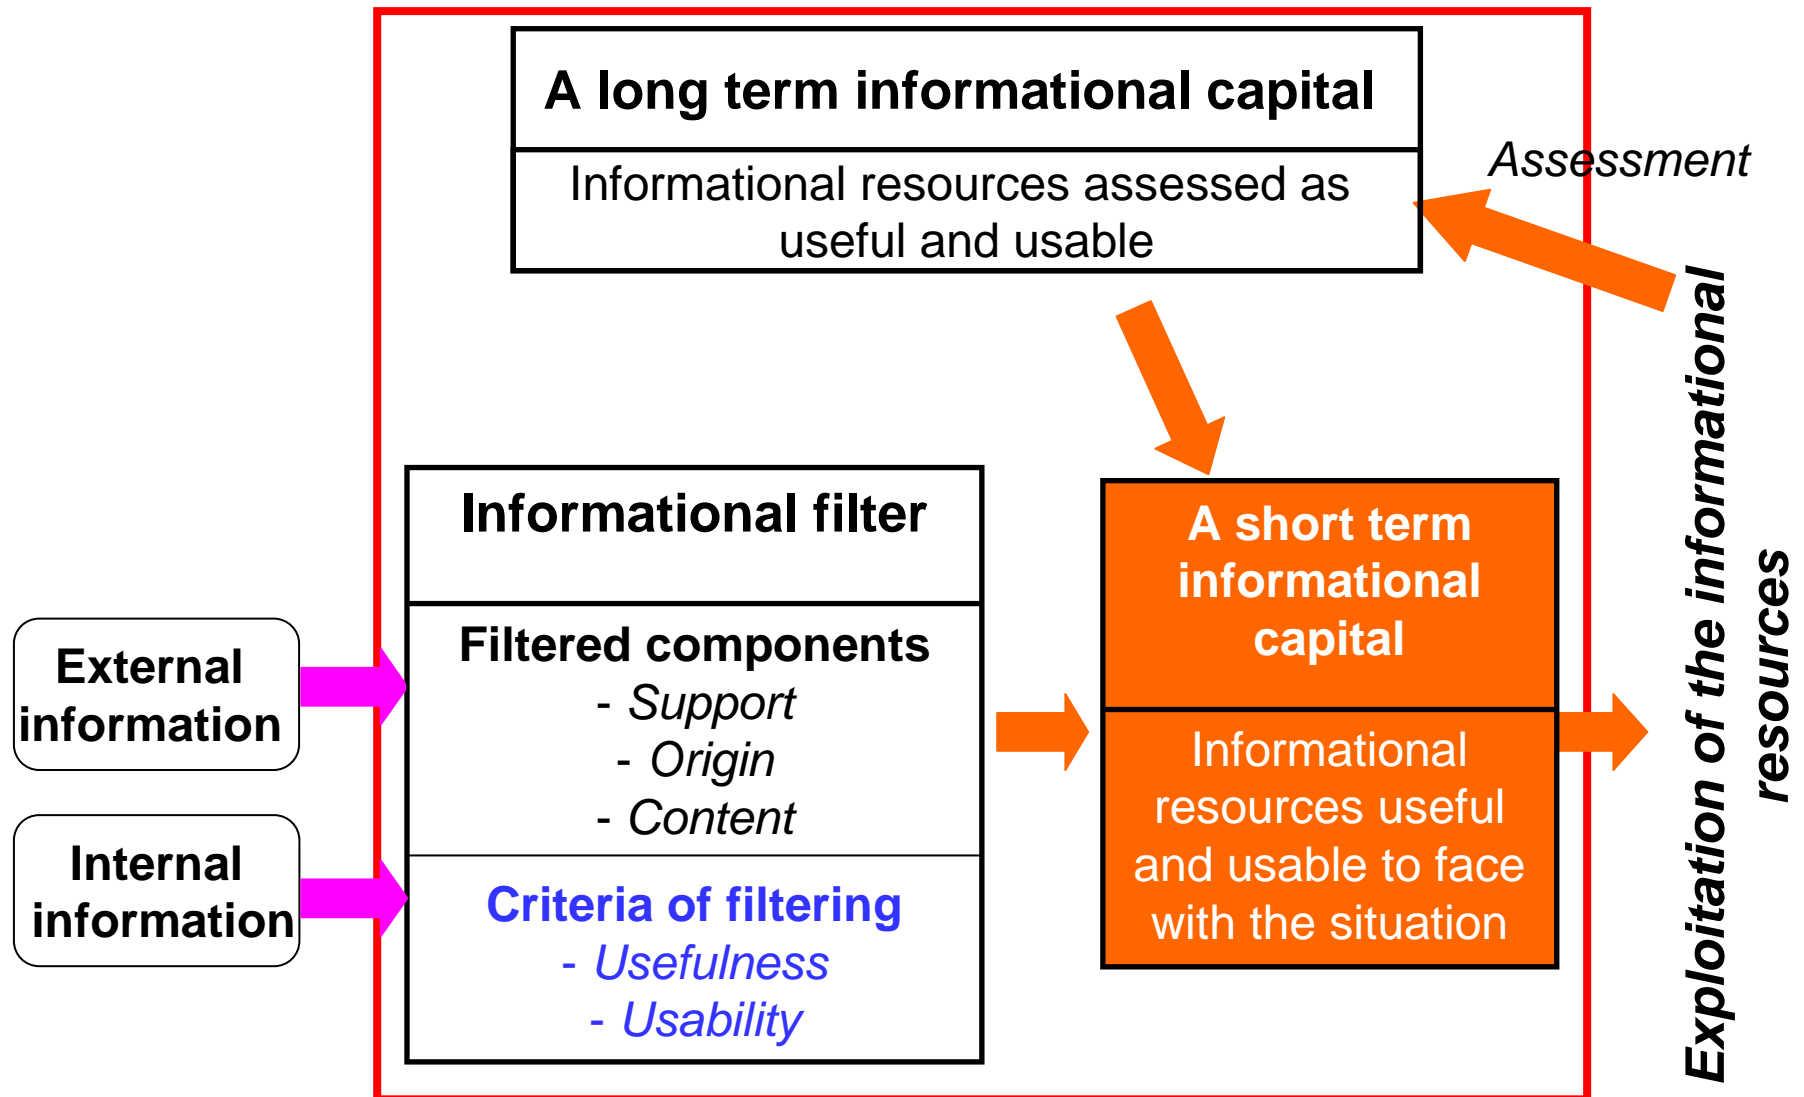 A long term informational capital
Informational resources assessed as
useful and usable
Assessment
Informational filter
Filtered components
- Support
- Origin
- Content
Criteria of filtering
- Usefulness
- Usability
External
information
Internal
information
A short term
informational
capital
Informational
resources useful
and usable to face
with the situation
Exploitation of the informational
resources